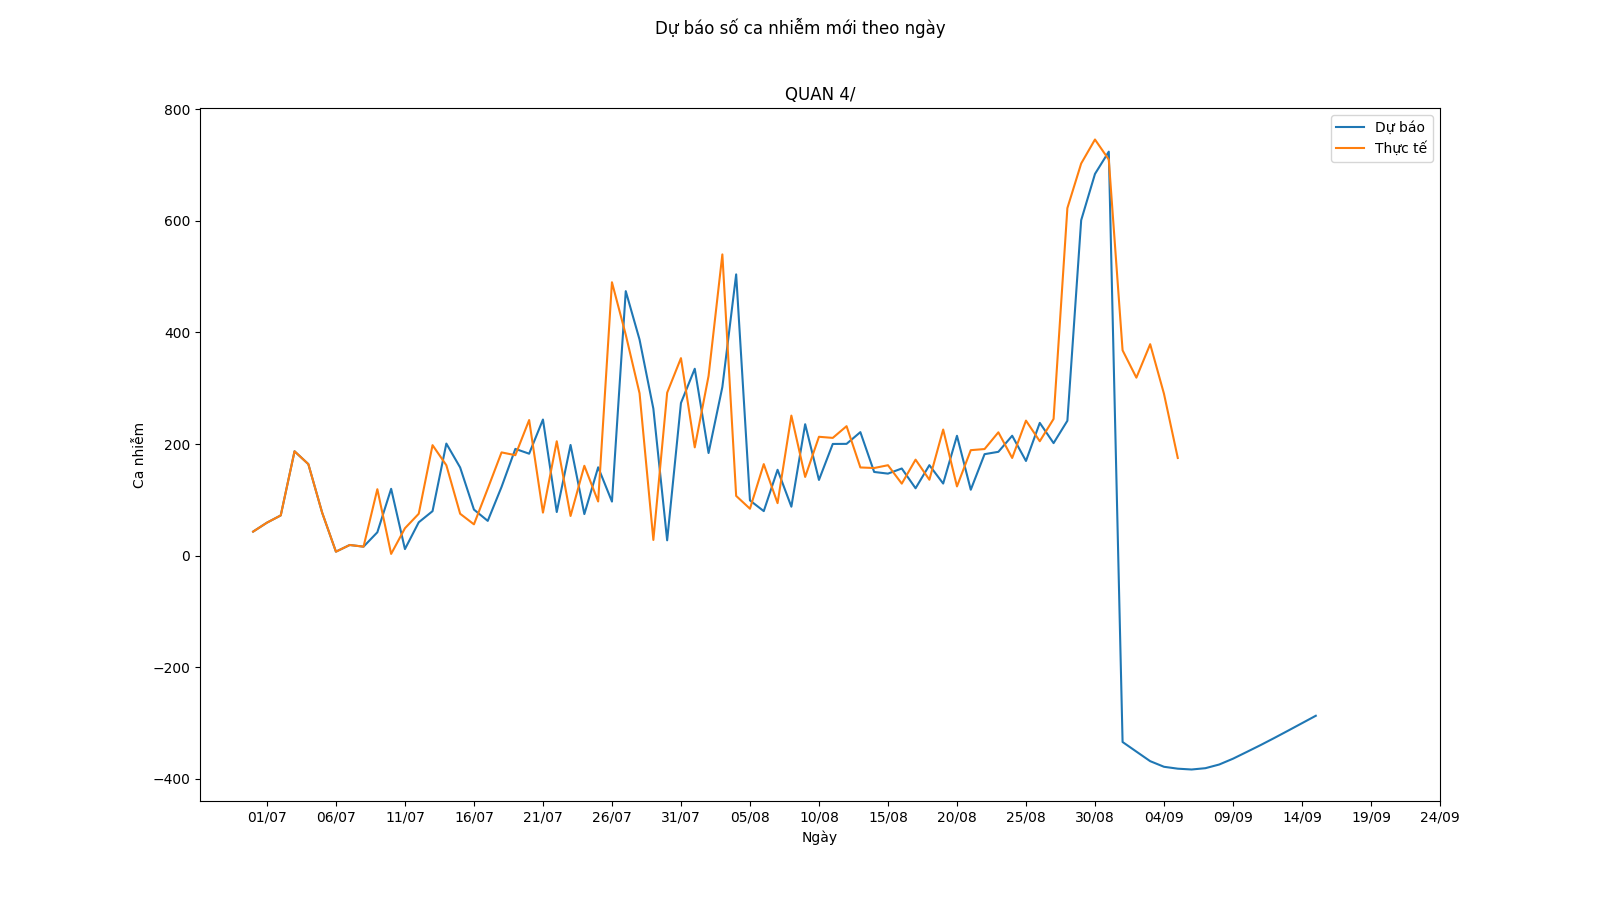 Dự báo số ca nhiễm mới theo ngày
QUAN 4/
Dự báo
Thực tế
800
600
400
200
0
−200
−400
Ca nhiễm
01/07 06/07 11/07 16/07 21/07 26/07 31/07 05/08 10/08 15/08 20/08 25/08 30/08 04/09 09/09 14/09 19/09 24/09
Ngày